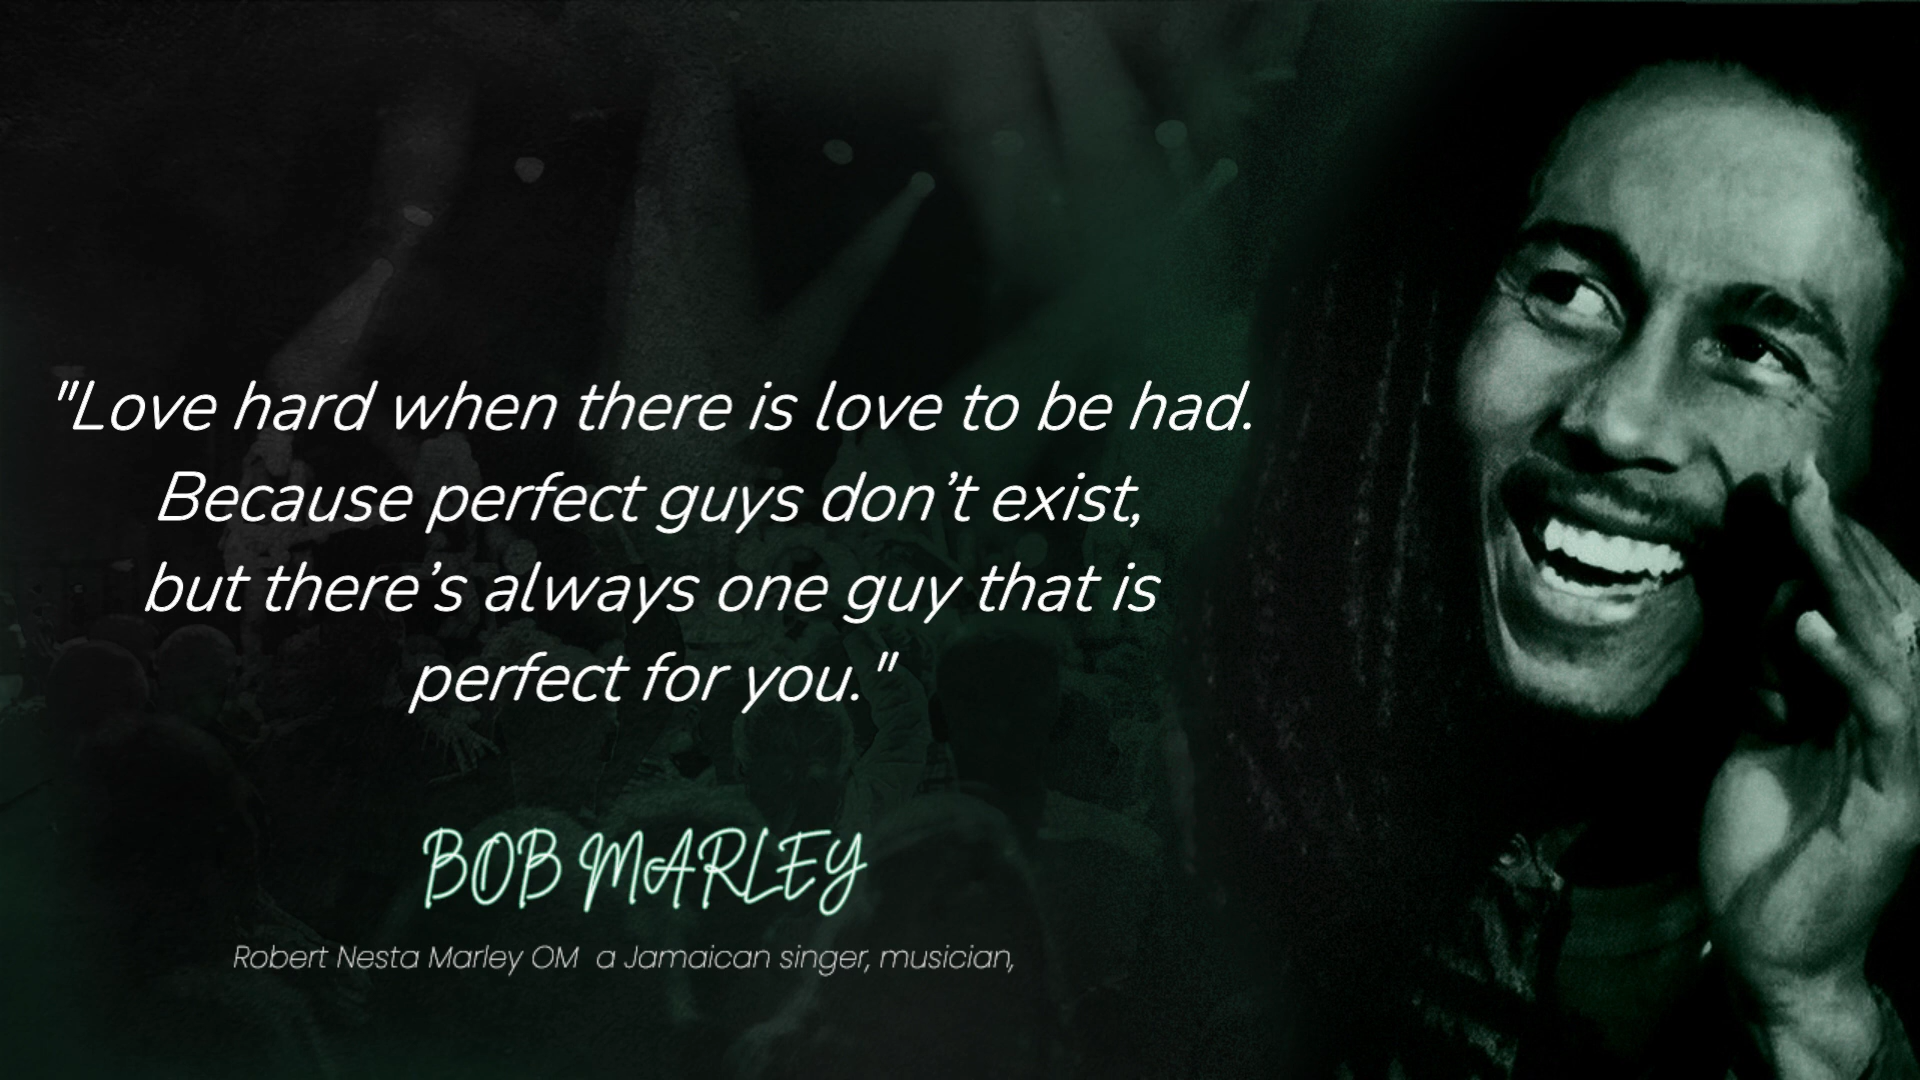 "Love hard when there is love to be had.
Because perfect guys don’t exist,
but there’s always one guy that is
perfect for you."
BOB MARLEY
Robert Nesta Marley OM a Jamaican singer, musician,